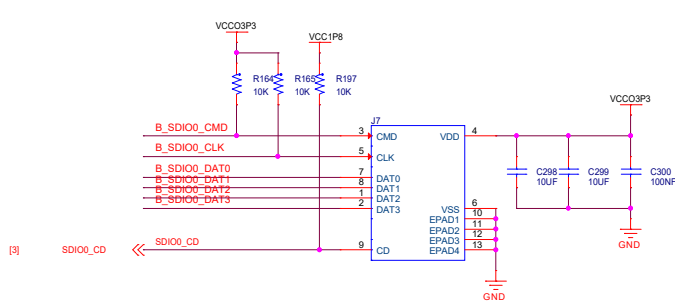 VCCO3P3
VCC1P8
R164
10K
R165
10K
R197
10K
VCCO3P3
J7
B_SDIO0_CMD
3
CMD
VDD
4
B_SDIO0_CLK
5
CLK
B_SDIO0_DAT0
7
DAT0
B_SDIO0_DAT1
8
DAT1
B_SDIO0_DAT2
1
DAT2
B_SDIO0_DAT3
2
DAT3
C298
10UF
C299
10UF
C300
100NF
VSS
6
EPAD1
10
EPAD2
11
EPAD3
12
EPAD4
13
[3]
SDIO0_CD
SDIO0_CD
9
CD
GND
GND